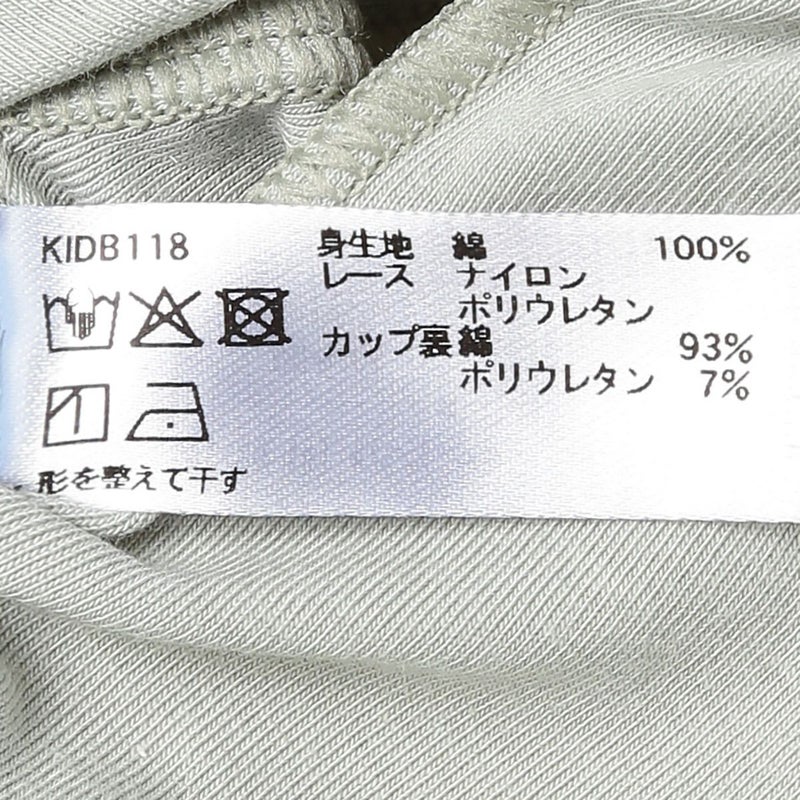 KIDB118
身生地 綿 100%
レース ナイロン
ポリウレタン
カップ裏綿 93%
ポリウレタン 7%
形を整えて干す